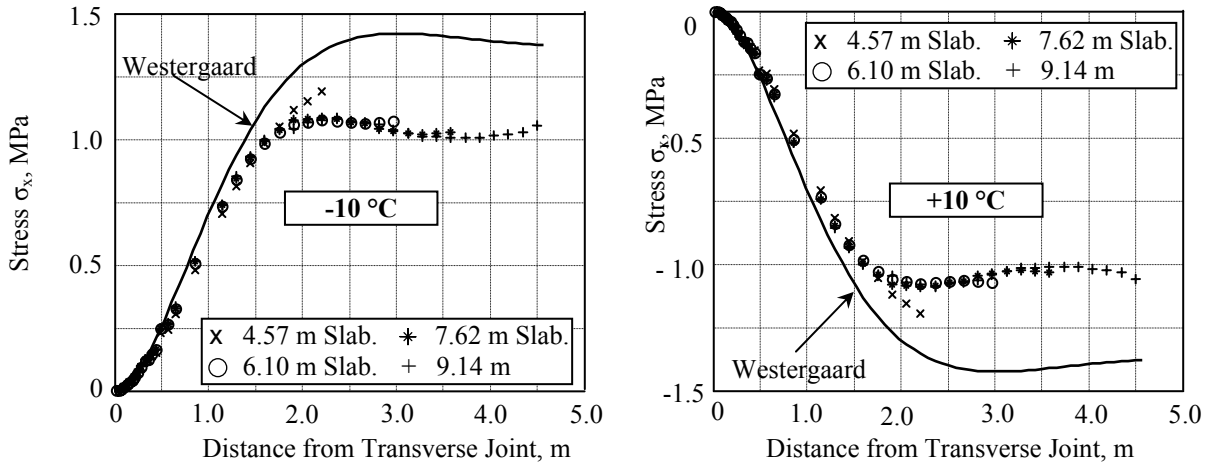 Stress σx, MPa
1.5
1.0
0.5
0
Westergaard
-10 °C
× 4.57 m Slab. ✳ 7.62 m Slab.
○ 6.10 m Slab. + 9.14 m
0 1.0 2.0 3.0 4.0 5.0
Distance from Transverse Joint, m
Stress σx, MPa
0
-0.5
- 1.0
-1.5
× 4.57 m Slab. ✳ 7.62 m Slab.
○ 6.10 m Slab. + 9.14 m
+10 °C
Westergaard
0 1.0 2.0 3.0 4.0 5.0
Distance from Transverse Joint, m